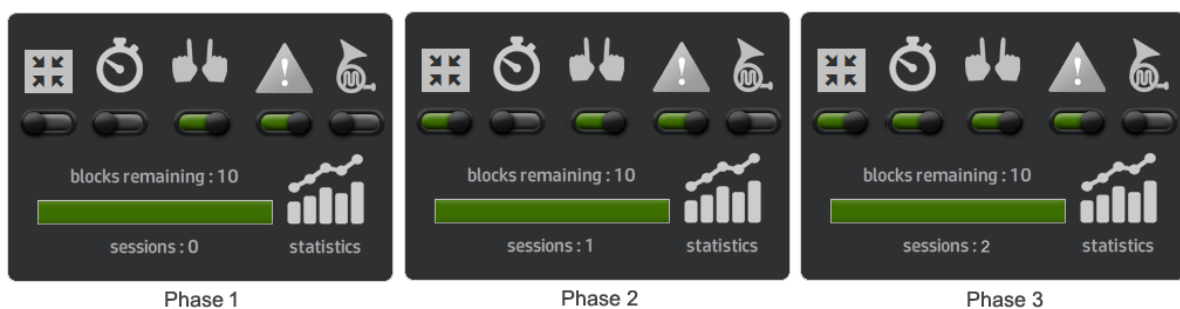 blocks remaining : 10
sessions : 0
statistics
Phase 1
blocks remaining : 10
sessions : 1
statistics
Phase 2
blocks remaining : 10
sessions : 2
statistics
Phase 3